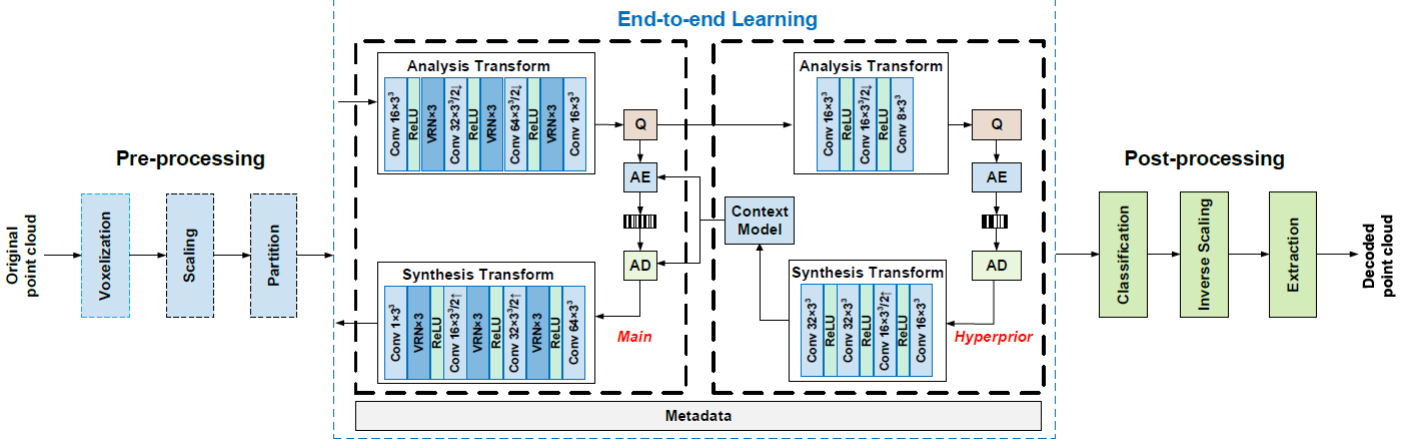 End-to-end Learning
Pre-processing
Original
point cloud
Voxelization
Scaling
Partition
Analysis Transform
Conv 16×3³
ReLU
VRN×3
Conv 32×3³/2↓
ReLU
VRN×3
Conv 64×3³/2↓
ReLU
VRN×3
Conv 16×3³
Q
AE
AD
Synthesis Transform
Conv 1×3³
VRN×3
ReLU
Conv 16×3³/2↑
VRN×3
ReLU
Conv 32×3³/2↑
VRN×3
ReLU
Conv 64×3³
Main
Analysis Transform
Conv 16×3³
ReLU
Conv 16×3³/2↓
ReLU
Conv 8×3³
Q
AE
AD
Context
Model
Synthesis Transform
Conv 32×3³
ReLU
Conv 32×3³
ReLU
Conv 16×3³/2↑
ReLU
Conv 16×3³
Hyperprior
Metadata
Post-processing
Classification
Inverse Scaling
Extraction
Decoded
point cloud